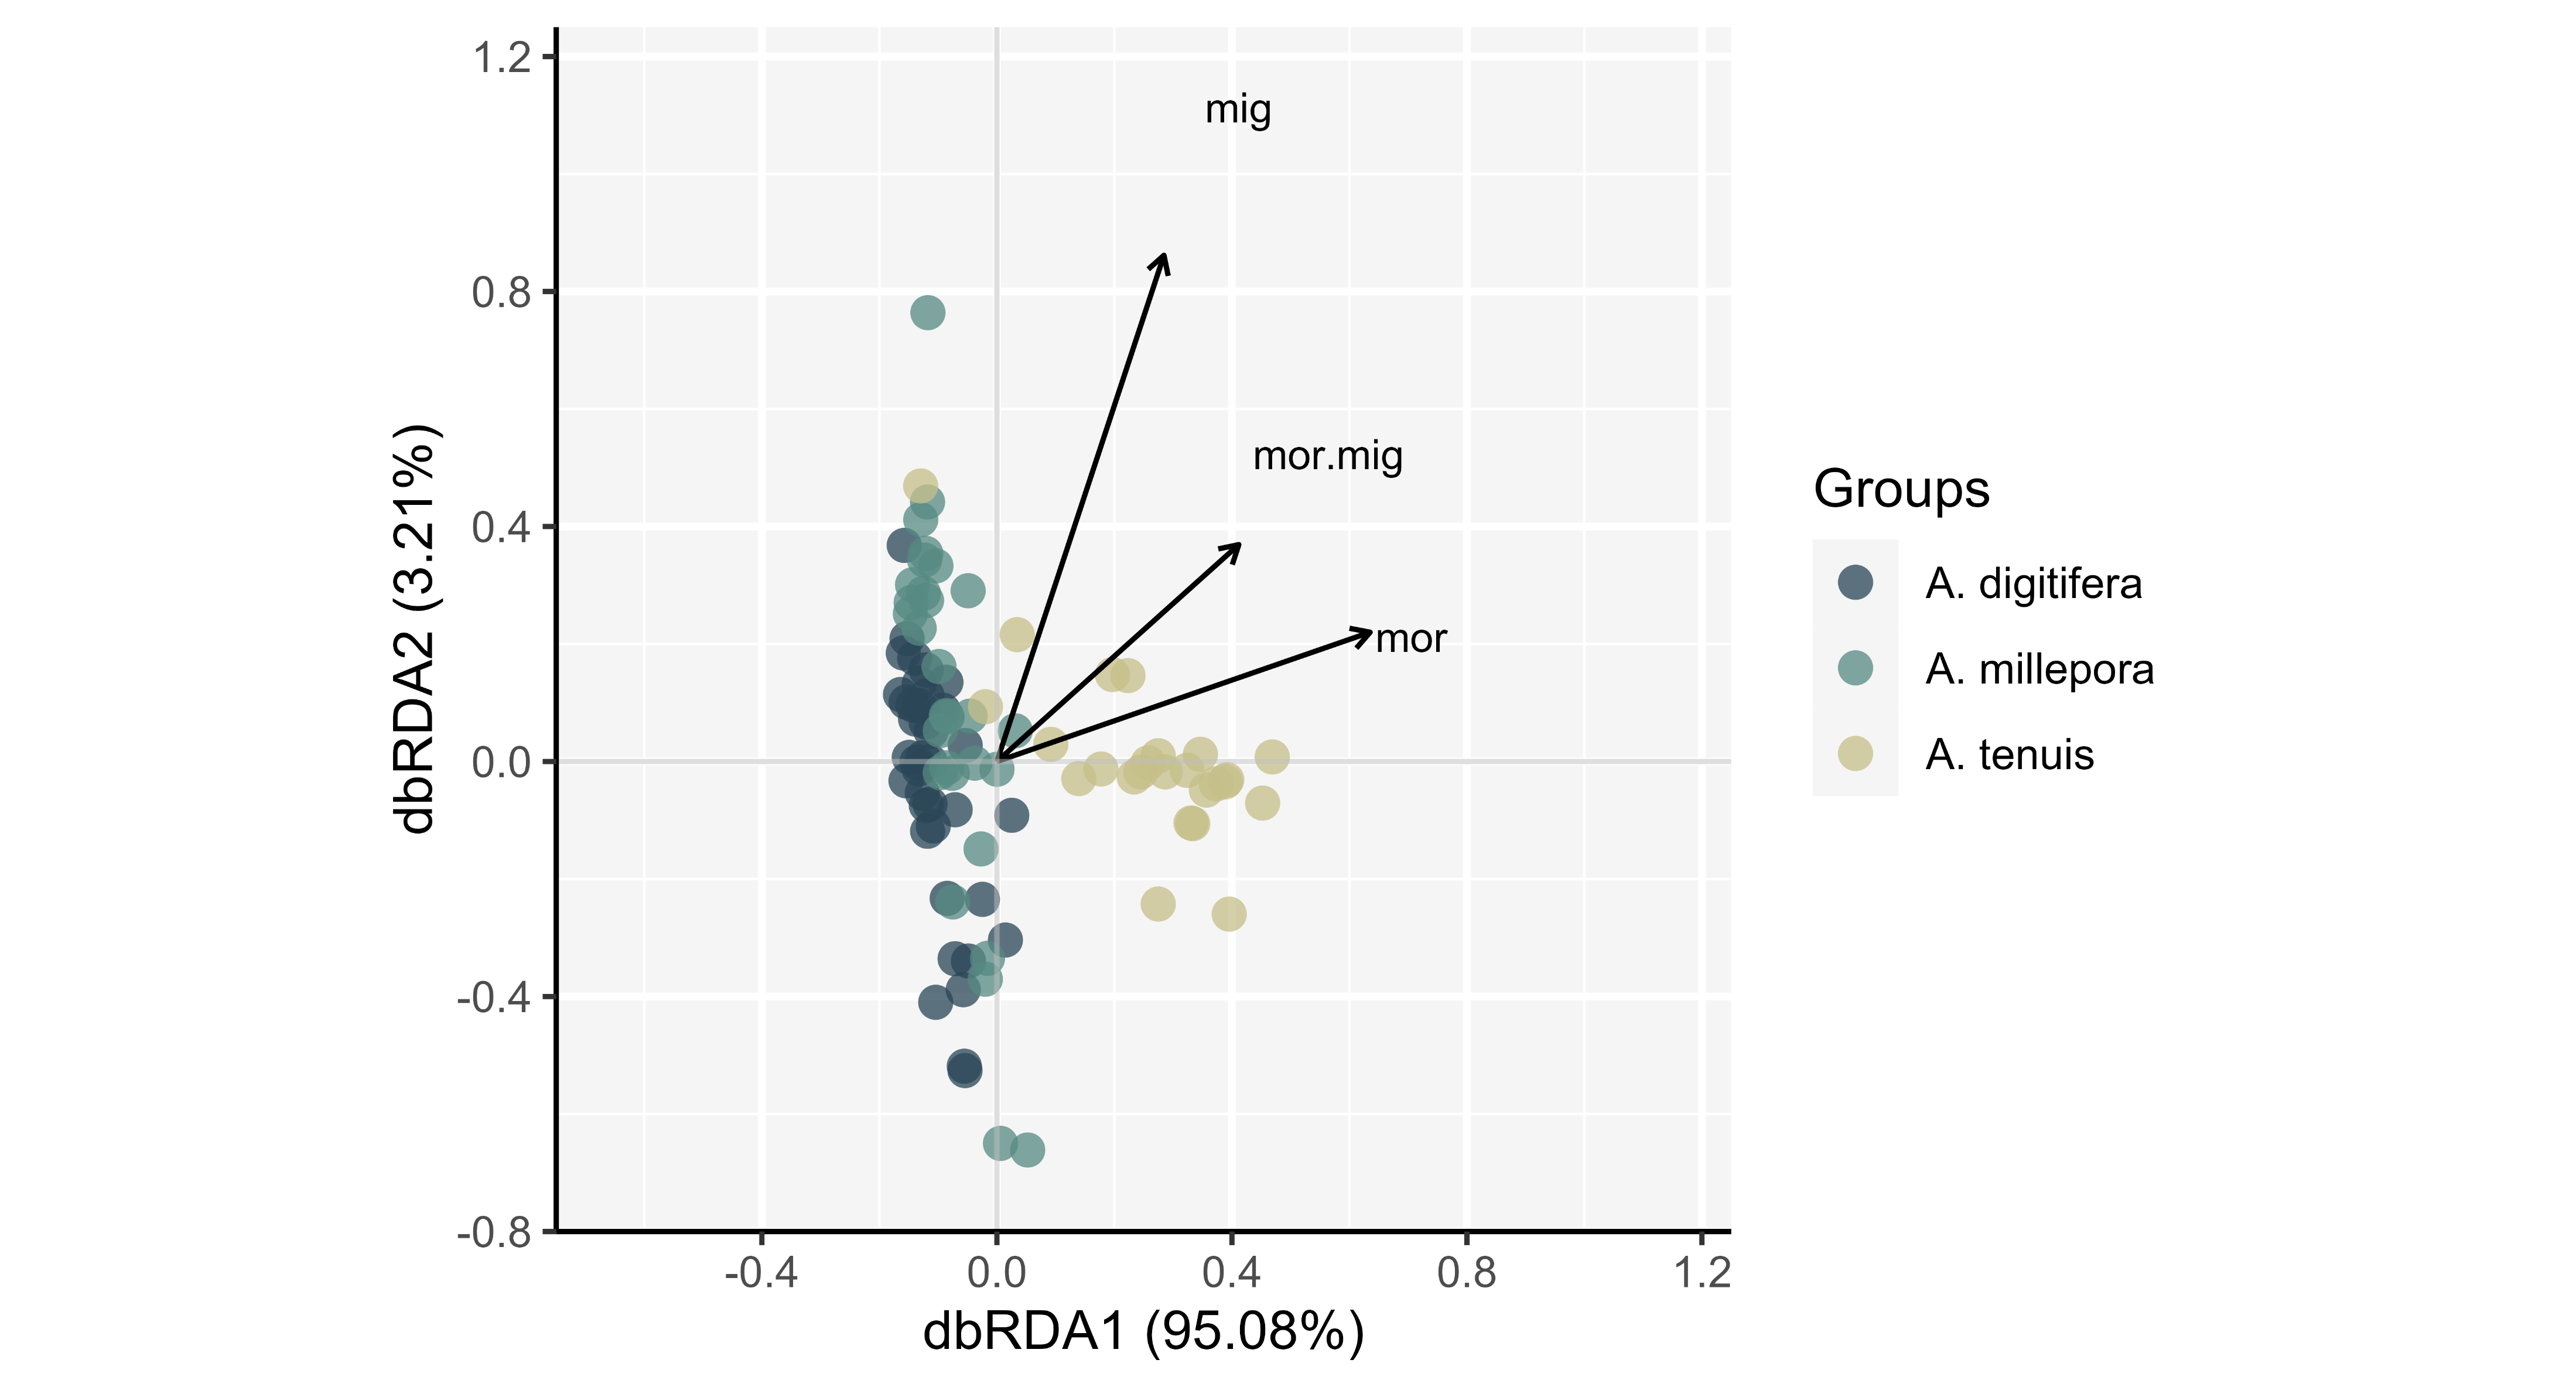 1.2
0.8
0.4
0.0
-0.4
-0.8
dbRDA2 (3.21%)
mig
mor.mig
mor
-0.4
0.0
0.4
0.8
1.2
dbRDA1 (95.08%)
Groups
A. digitifera
A. millepora
A. tenuis